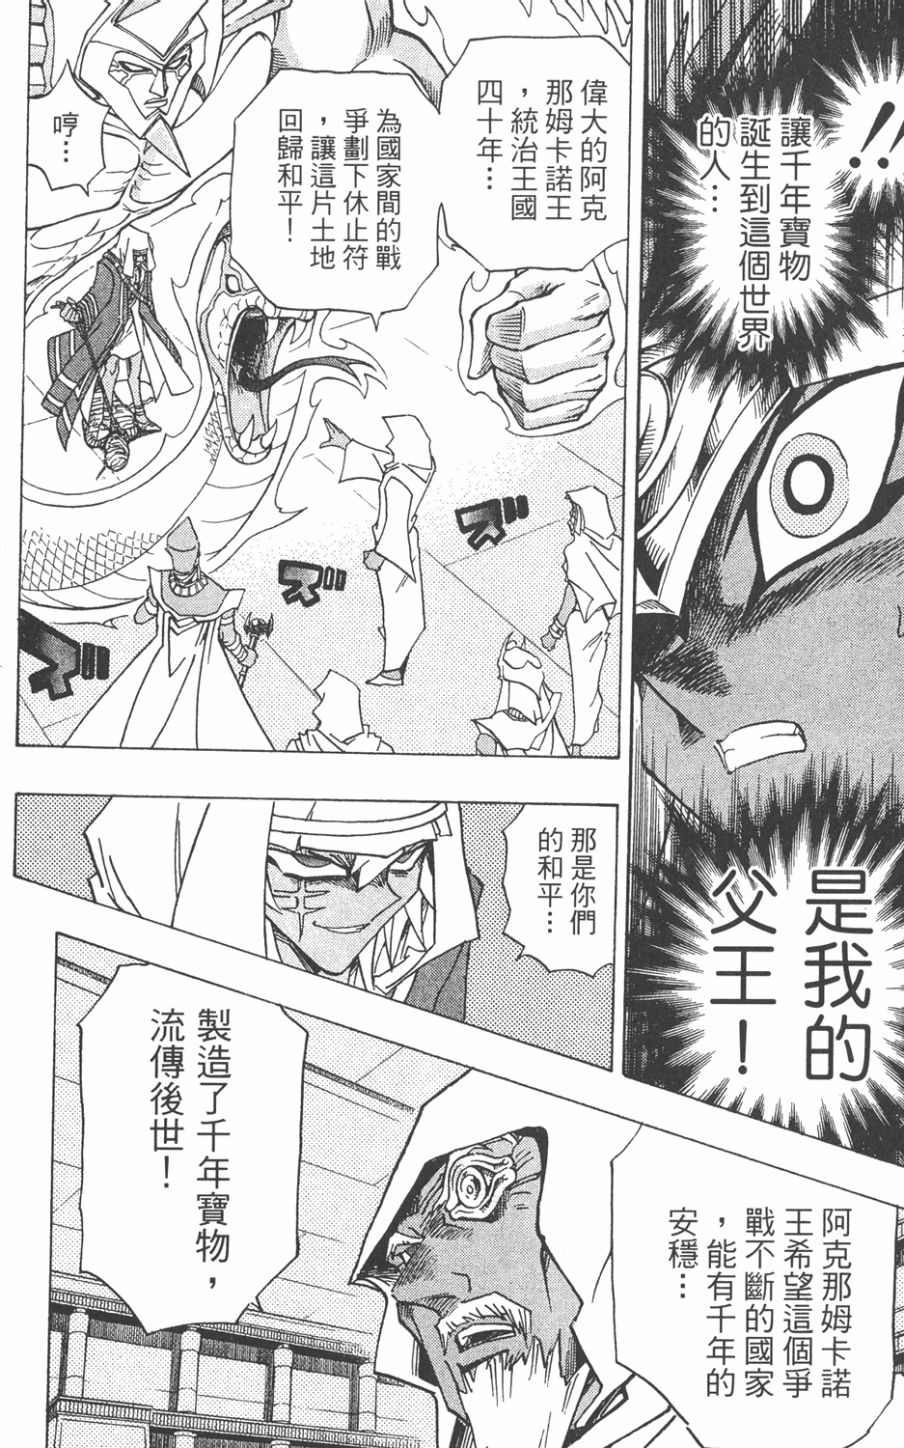 !!
讓千年寶物
誕生到這個世界
的人…
是我的
父王！
偉大的阿克
那姆卡諾王
，統治王國
四十年…
為國家間的戰
爭劃下休止符
，讓這片土地
回歸和平！
哼…
ズ"
ズ"
ズ"
那是你們
的和平…
阿克那姆卡諾
王希望這個爭
戰不斷的國家
，能有千年的
安穩…
製造了千年寶物，
流傳後世！